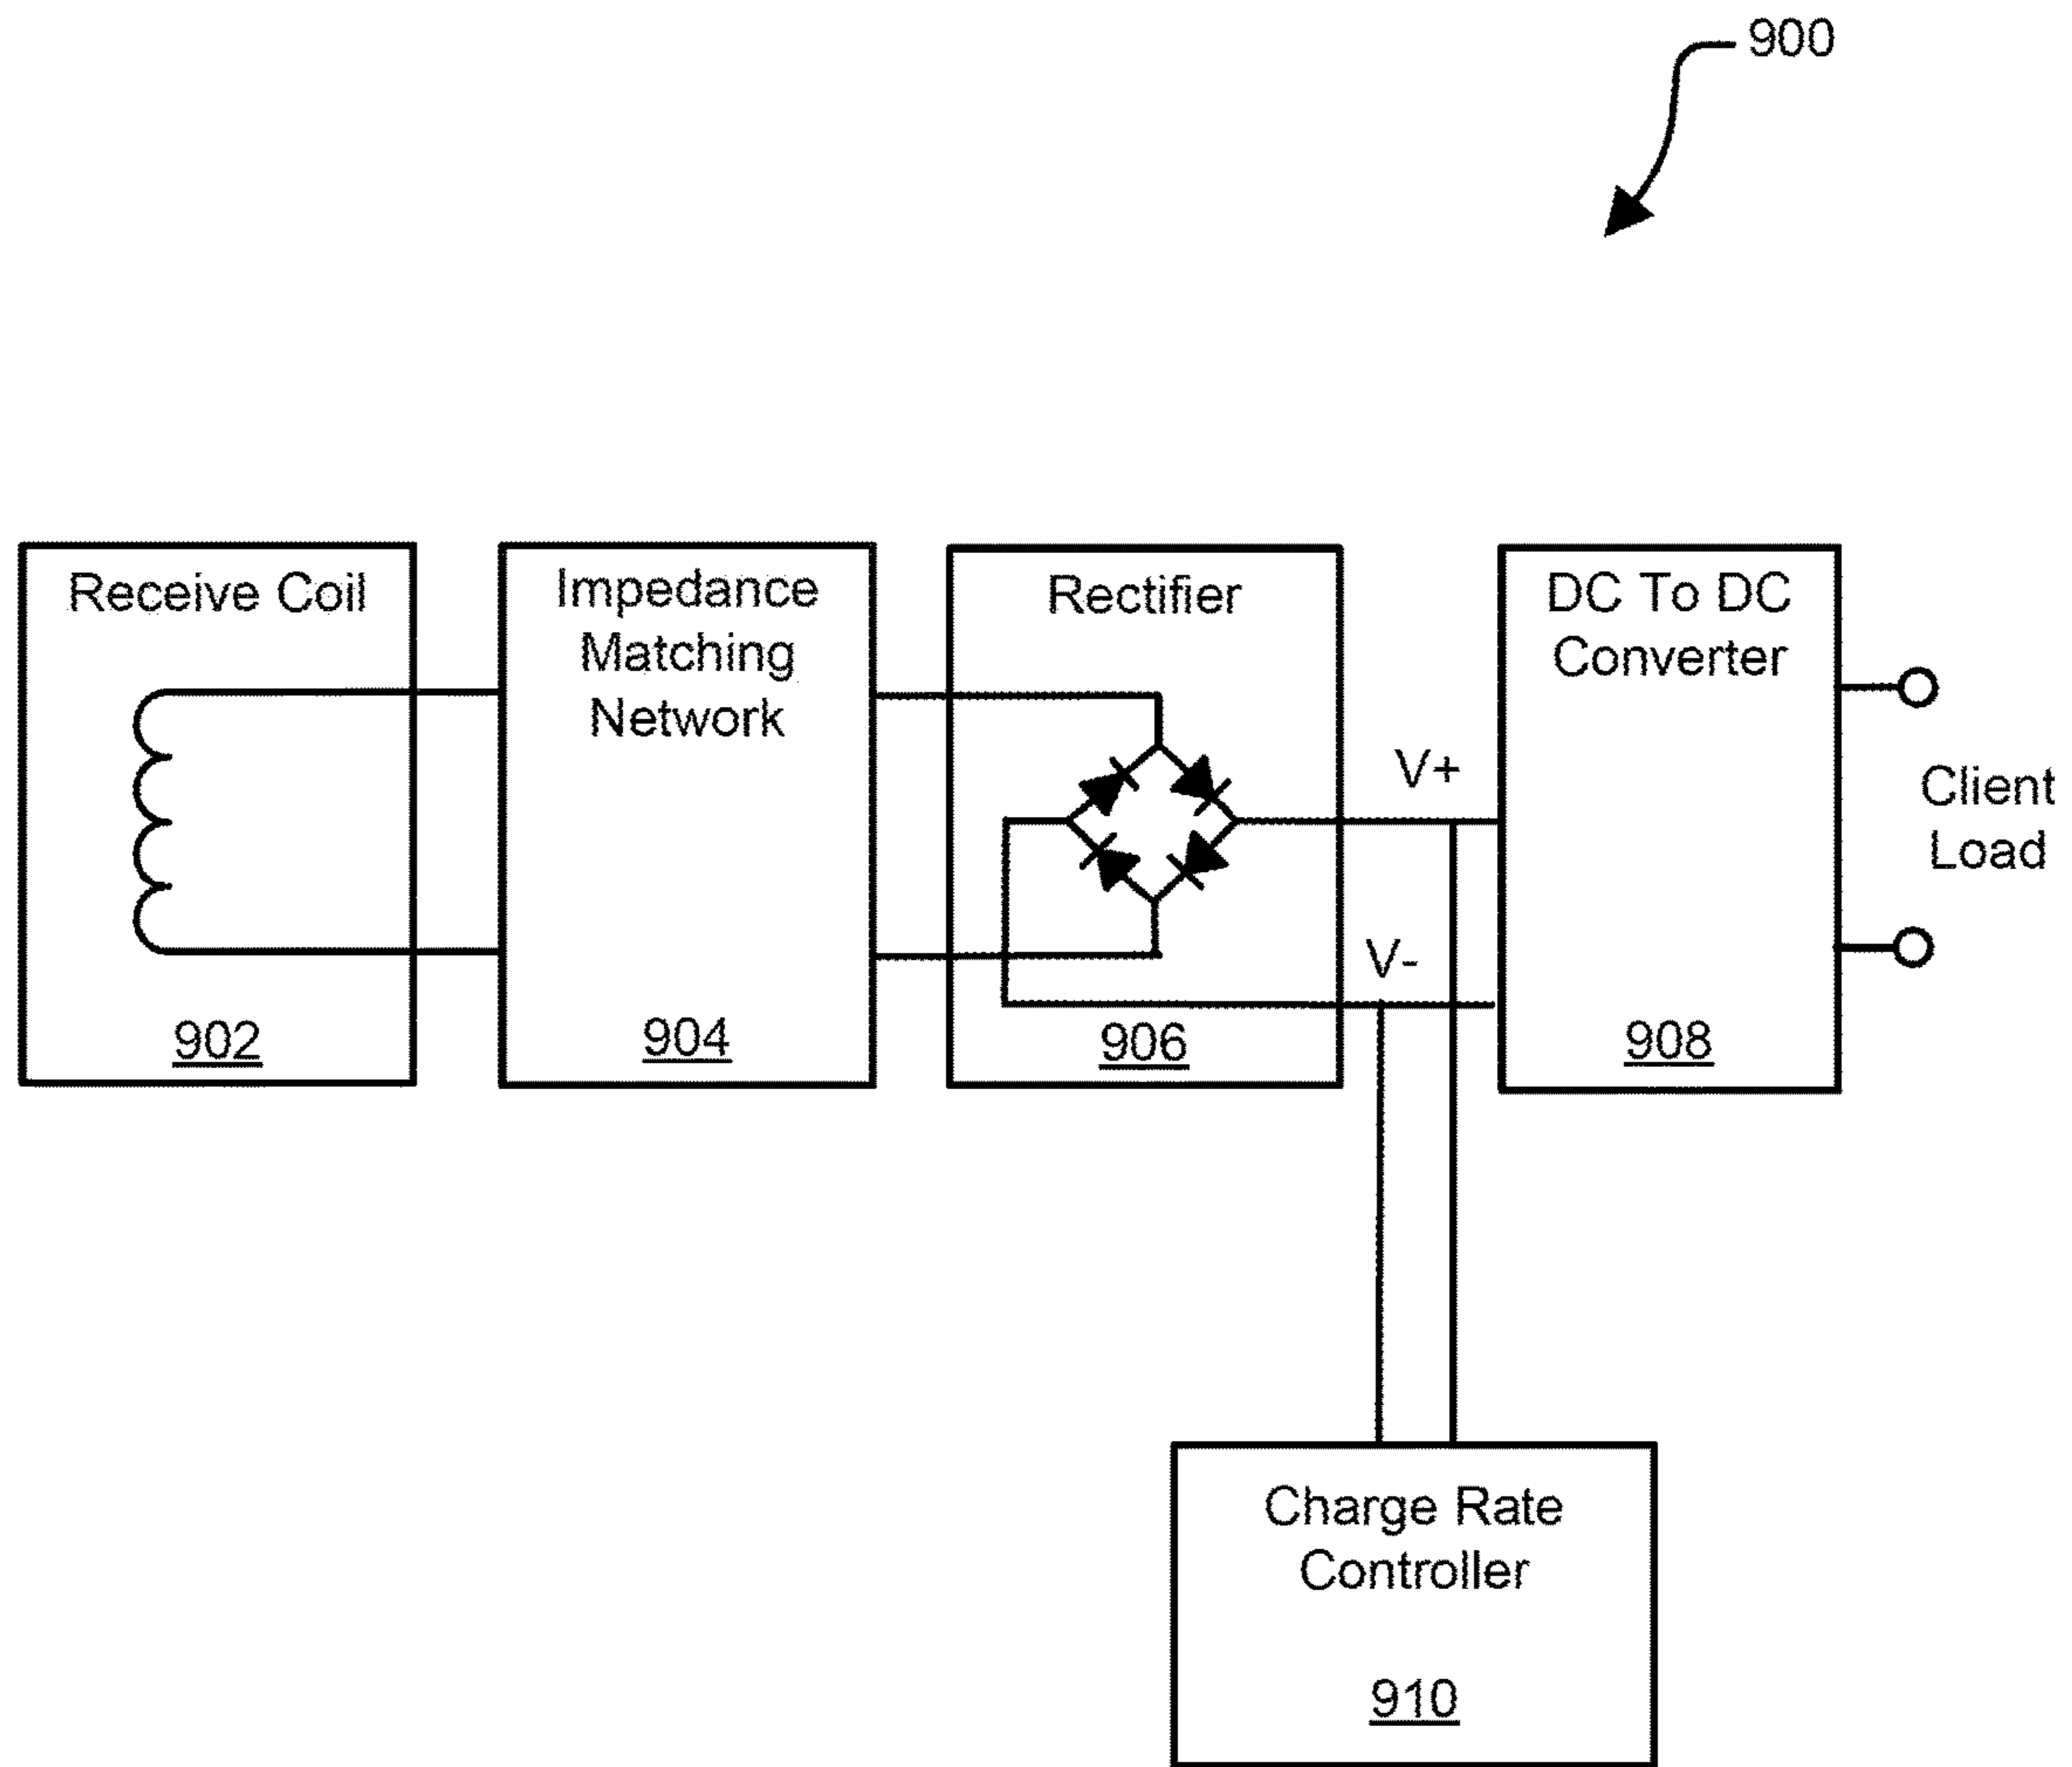 900
Receive Coil
902
Impedance
Matching
Network
904
Rectifier
906
V+
V-
DC To DC
Converter
908
Client
Load
Charge Rate
Controller
910